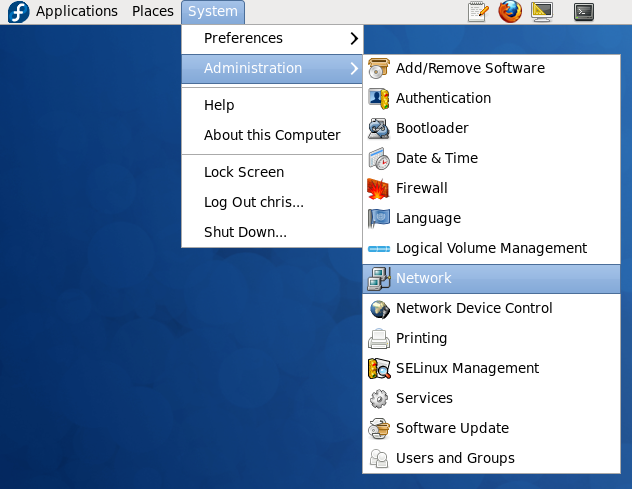 Applications Places System
Preferences
Administration
Help
About this Computer
Lock Screen
Log Out chris...
Shut Down...
Add/Remove Software
Authentication
Bootloader
Date & Time
Firewall
Language
Logical Volume Management
Network
Network Device Control
Printing
SELinux Management
Services
Software Update
Users and Groups